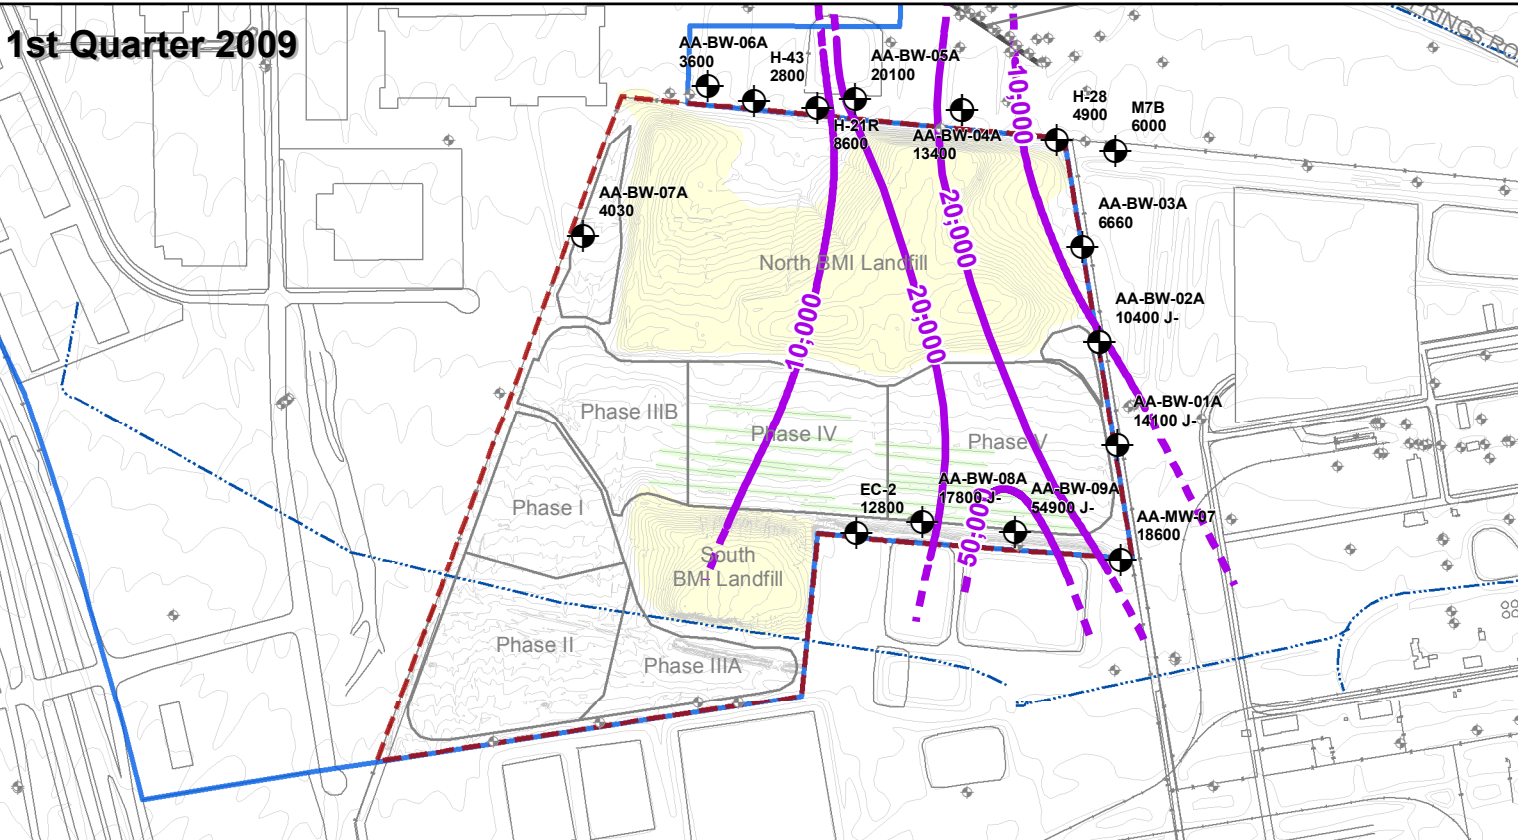 1st Quarter 2009
RINGS RO
AA-BW-06A
3600
H-43
2800
AA-BW-05A
20100
H-21R
8600
AA-BW-04A
13400
10,000
H-28
4900
M7B
6000
AA-BW-07A
4030
AA-BW-03A
6660
20,000
North BMI Landfill
AA-BW-02A
10400 J-
10,000
20,000
AA-BW-01A
14100 J-
Phase IIIB
Phase IV
Phase V
EC-2
12800
AA-BW-08A
17800 J-
AA-BW-09A
54900 J-
50,000
AA-MW-07
18600
Phase I
South
BMI Landfill
Phase II
Phase IIIA